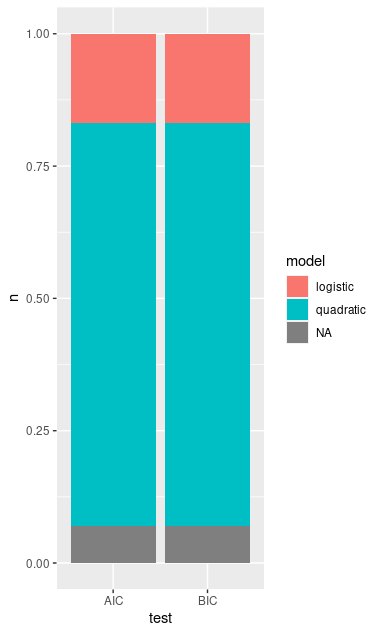 1.00
0.75
0.50
0.25
0.00
n
AIC
BIC
test
model
logistic
quadratic
NA